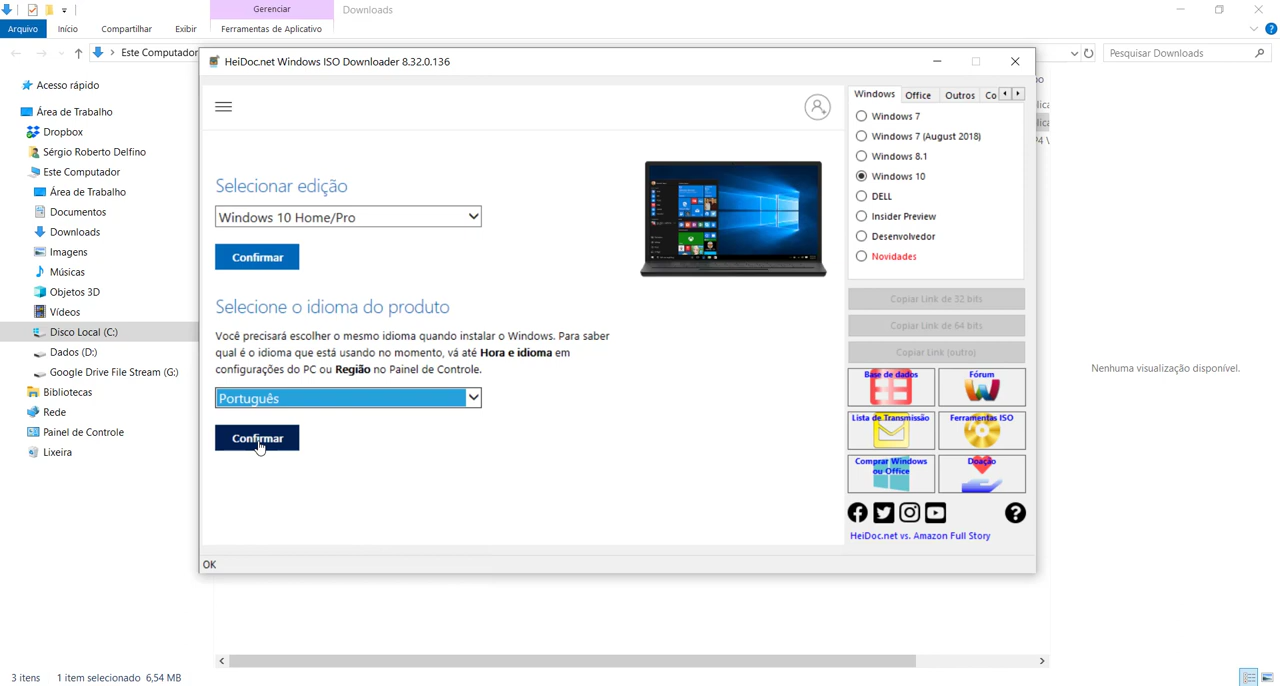 Gerenciar
Downloads
Arquivo
Início
Compartilhar
Exibir
Ferramentas de Aplicativo
Este Computador
Pesquisar Downloads
Acesso rápido
Área de Trabalho
Dropbox
Sérgio Roberto Delfino
Este Computador
Área de Trabalho
Documentos
Downloads
Imagens
Músicas
Objetos 3D
Vídeos
Disco Local (C:)
Dados (D:)
Google Drive File Stream (G:)
Bibliotecas
Rede
Painel de Controle
Lixeira
HeiDoc.net Windows ISO Downloader 8.32.0.136
Selecionar edição
Windows 10 Home/Pro
Confirmar
Selecione o idioma do produto
Você precisará escolher o mesmo idioma quando instalar o Windows. Para saber
qual é o idioma que está usando no momento, vá até Hora e idioma em
configurações do PC ou Região no Painel de Controle.
Português
Confirmar
OK
Windows
Office
Outros
Co
Windows 7
Windows 7 (August 2018)
Windows 8.1
Windows 10
DELL
Insider Preview
Desenvolvedor
Novidades
Copiar Link de 32 bits
Copiar Link de 64 bits
Copiar Link (outro)
Base de dados
Fórum
Lista de Transmissão
Ferramentas ISO
Comprar Windows
ou Office
Doação
HeiDoc.net vs. Amazon Full Story
Nenhuma visualização disponível.
3 itens
1 item selecionado 6,54 MB